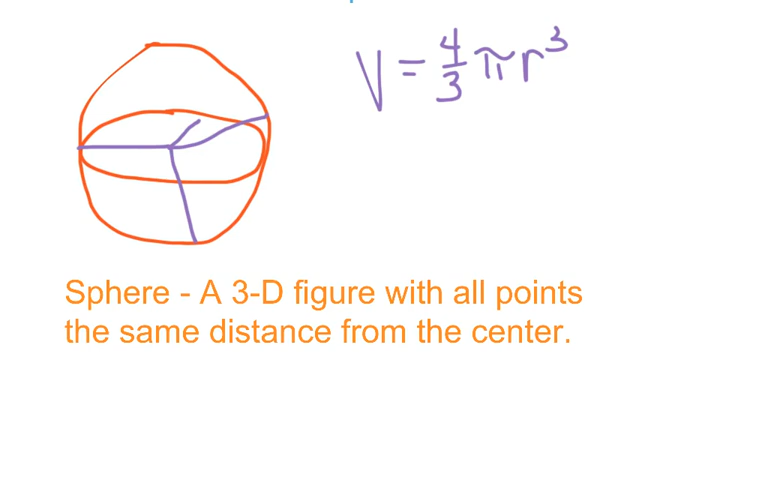 V = 4/3 πr³
Sphere - A 3-D figure with all points
the same distance from the center.